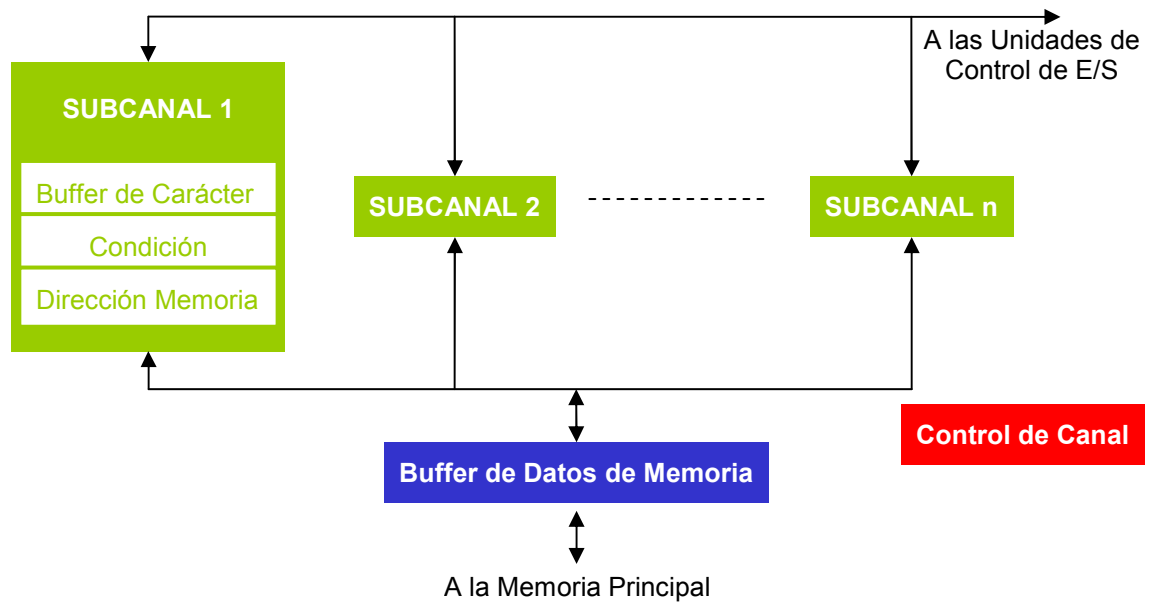 A las Unidades de
Control de E/S
SUBCANAL 1
Buffer de Carácter
Condición
Dirección Memoria
SUBCANAL 2
SUBCANAL n
Control de Canal
Buffer de Datos de Memoria
A la Memoria Principal